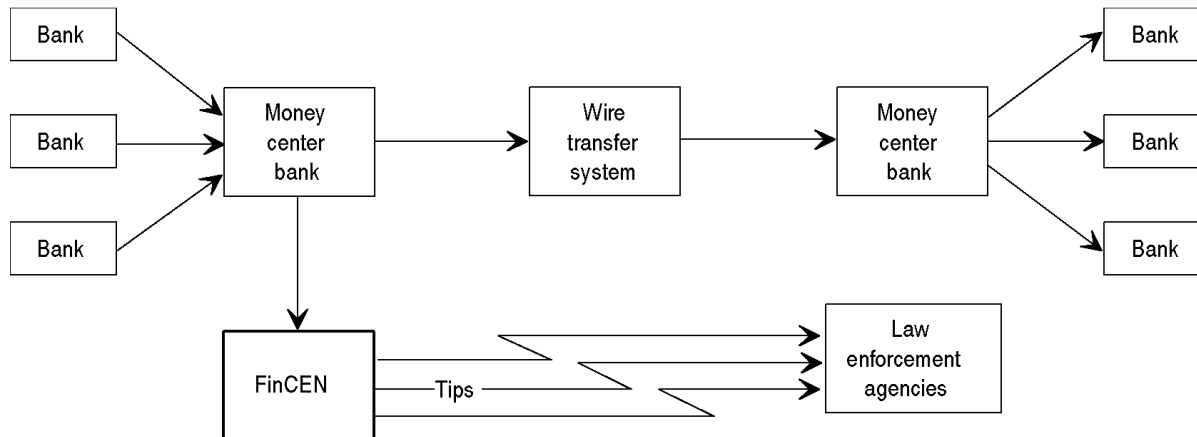 Bank
Bank
Bank
Money
center
bank
Wire
transfer
system
Money
center
bank
Bank
Bank
Bank
FinCEN
Tips
Law
enforcement
agencies